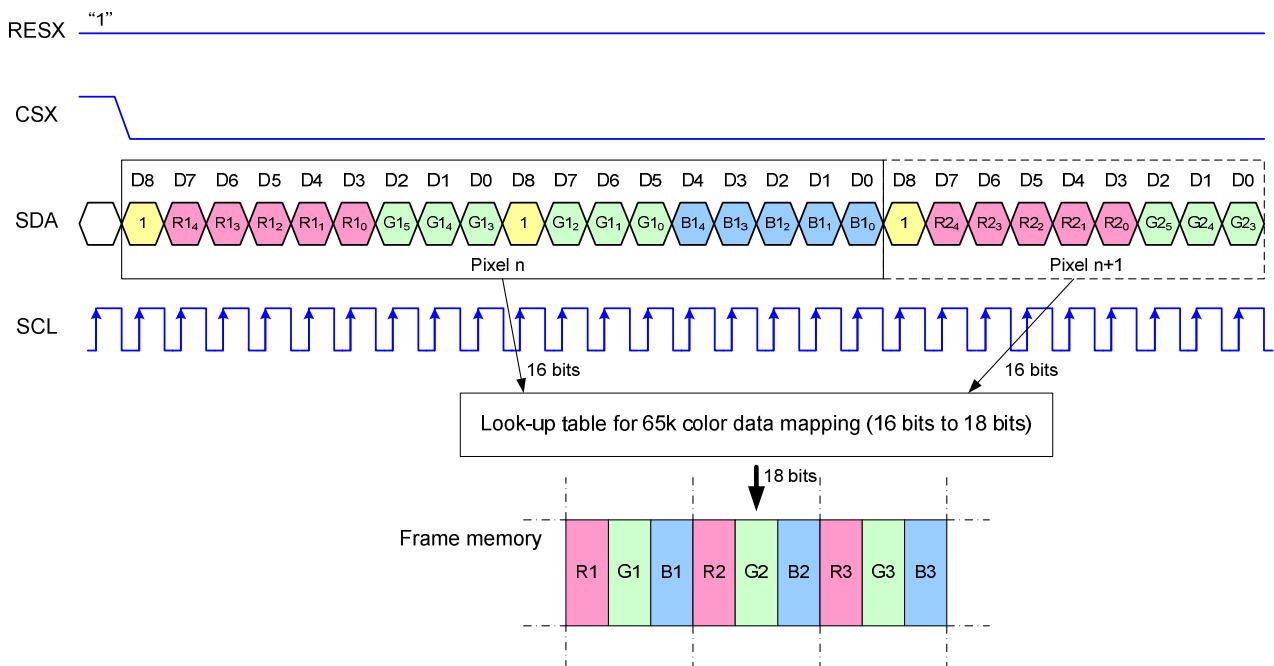 “1”
RESX
CSX
D8 D7 D6 D5 D4 D3 D2 D1 D0 D8 D7 D6 D5 D4 D3 D2 D1 D0 D8 D7 D6 D5 D4 D3 D2 D1 D0
SDA 1 R1₄ R1₃ R1₂ R1₁ R1₀ G1₅ G1₄ G1₃ 1 G1₂ G1₁ G1₀ B1₄ B1₃ B1₂ B1₁ B1₀ 1 R2₄ R2₃ R2₂ R2₁ R2₀ G2₅ G2₄ G2₃
Pixel n Pixel n+1
SCL
16 bits 16 bits
Look-up table for 65k color data mapping (16 bits to 18 bits)
18 bits
Frame memory
R1 G1 B1 R2 G2 B2 R3 G3 B3